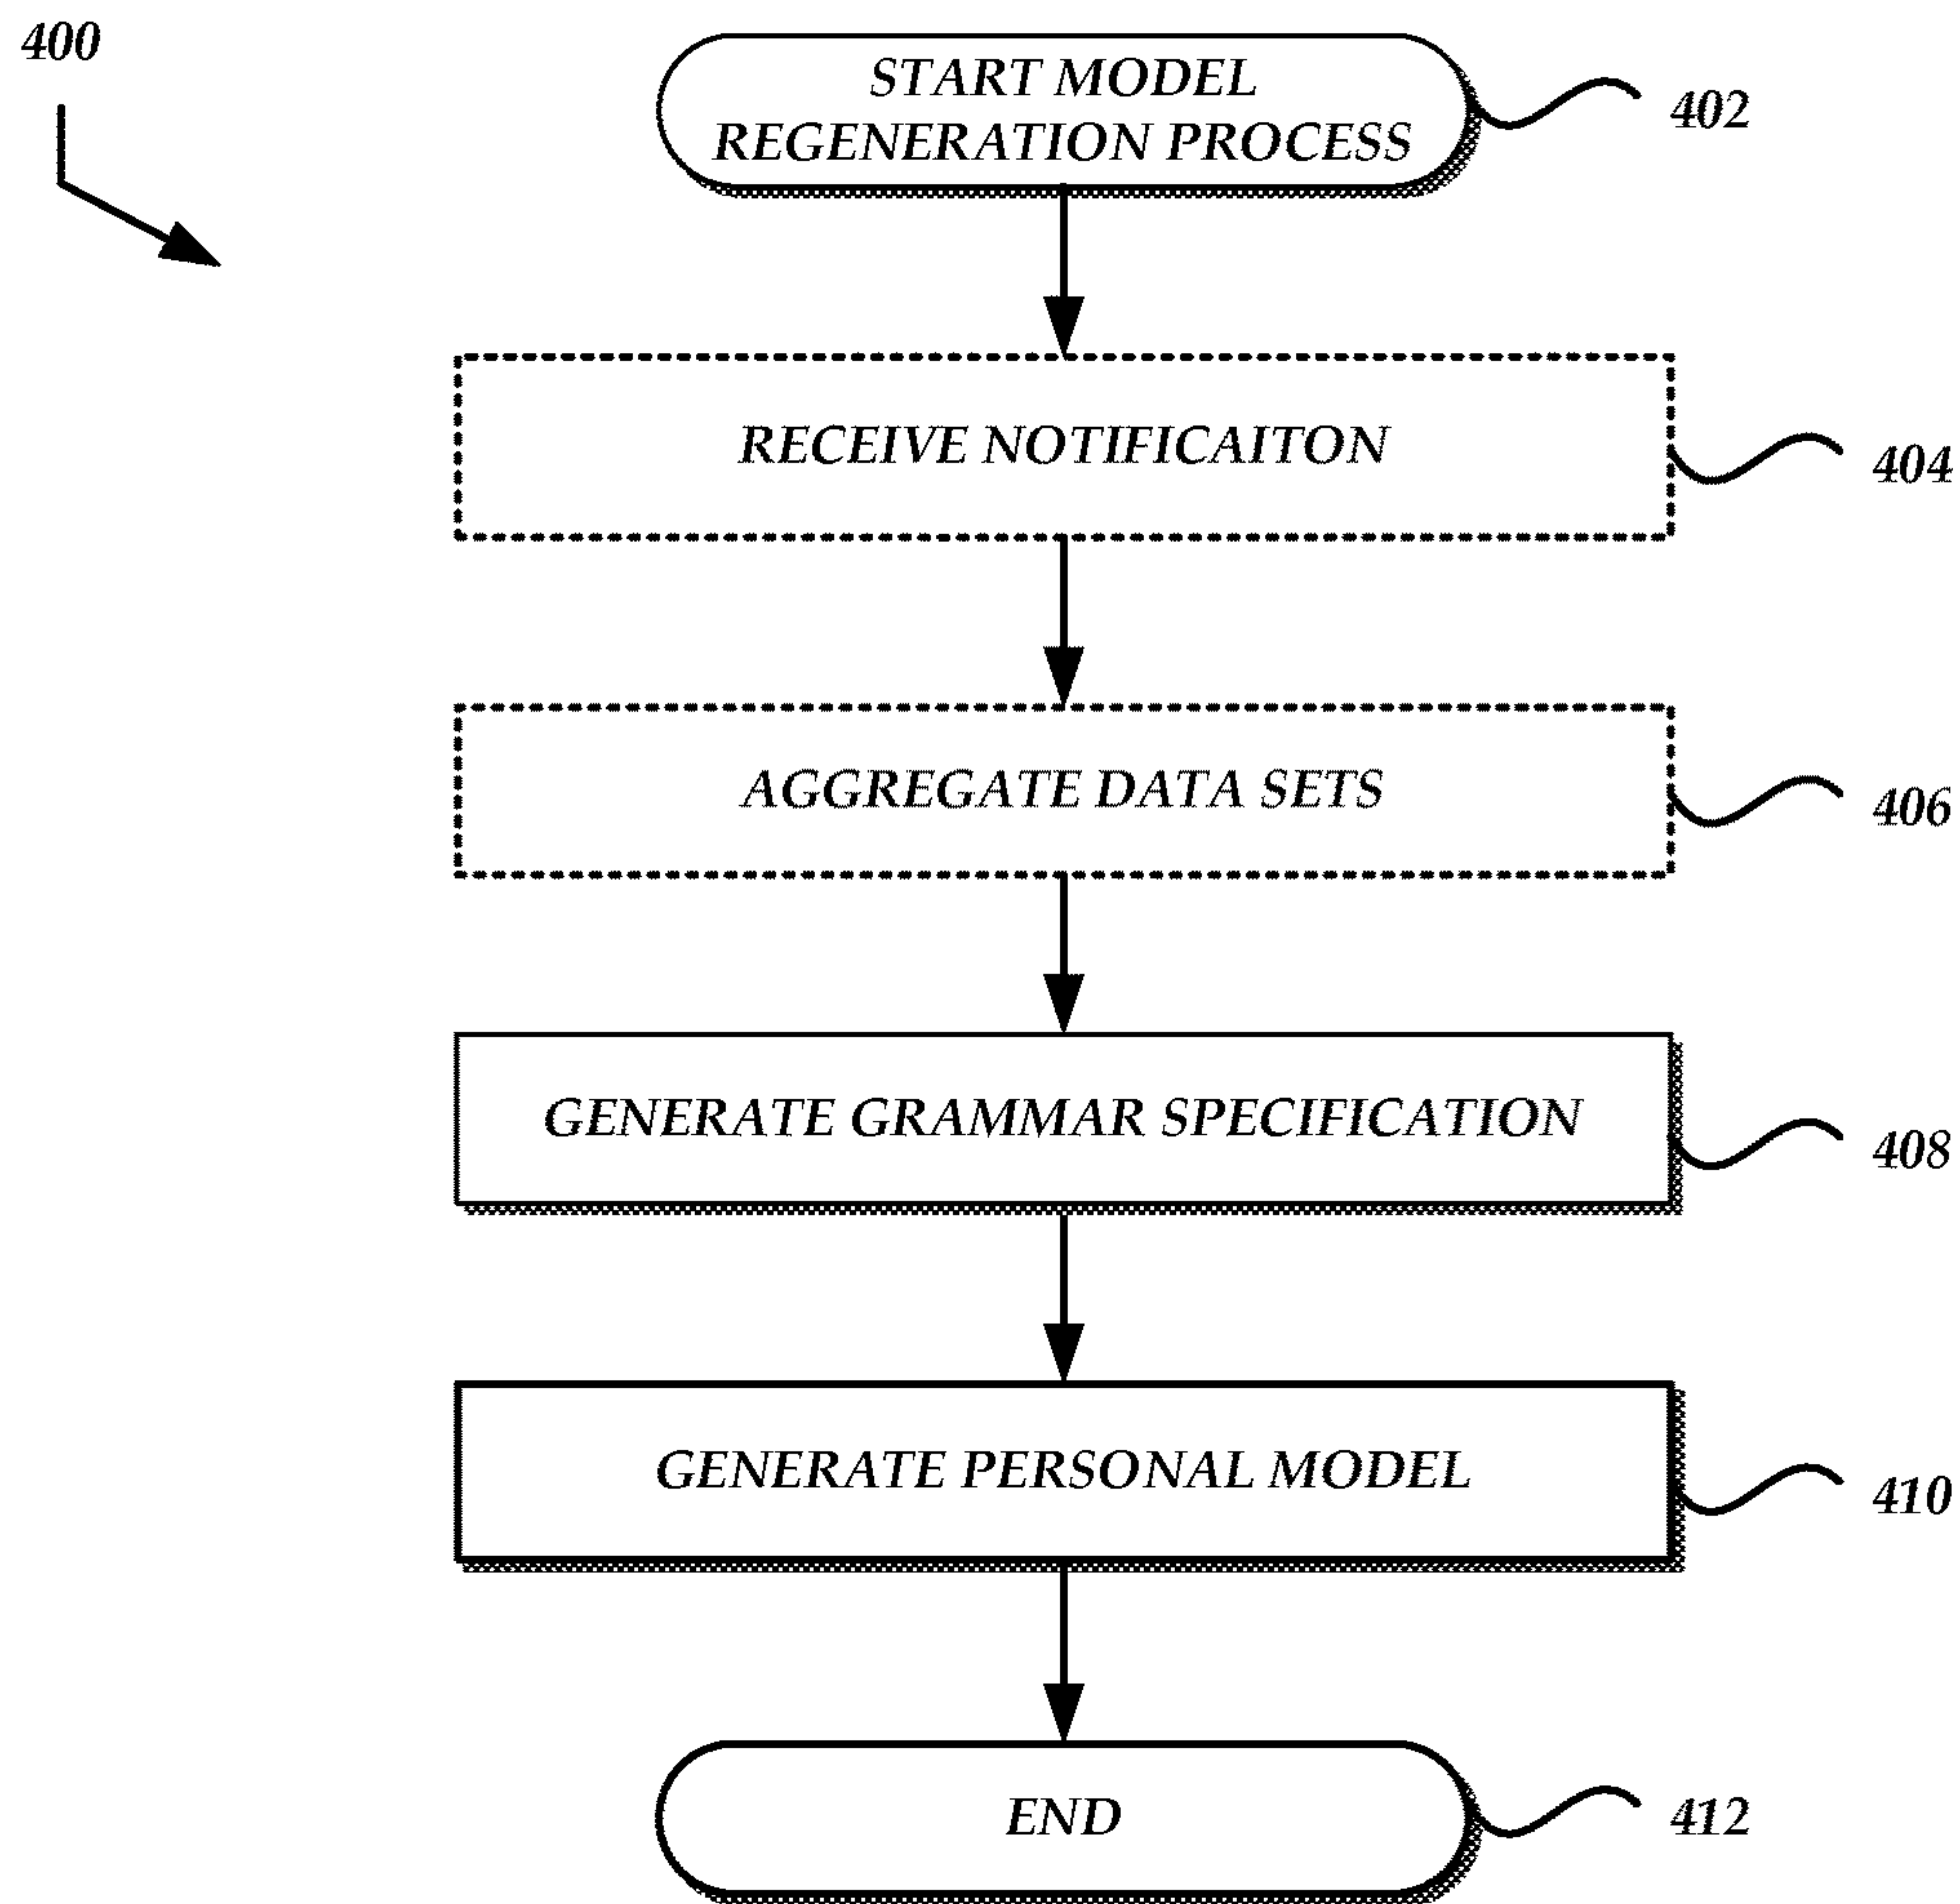 400
START MODEL
REGENERATION PROCESS
402
RECEIVE NOTIFICAITON
404
AGGREGATE DATA SETS
406
GENERATE GRAMMAR SPECIFICATION
408
GENERATE PERSONAL MODEL
410
END
412